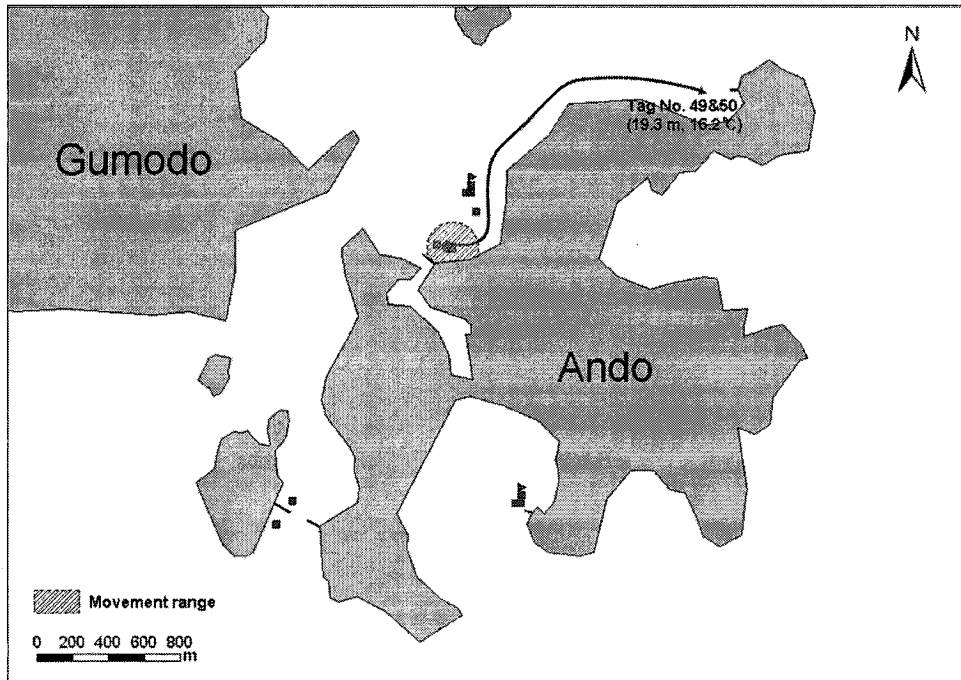 N
Tag No. 49&50
(19.3 m, 16.2℃)
Gumodo
Ando
Movement range
0 200 400 600 800
m